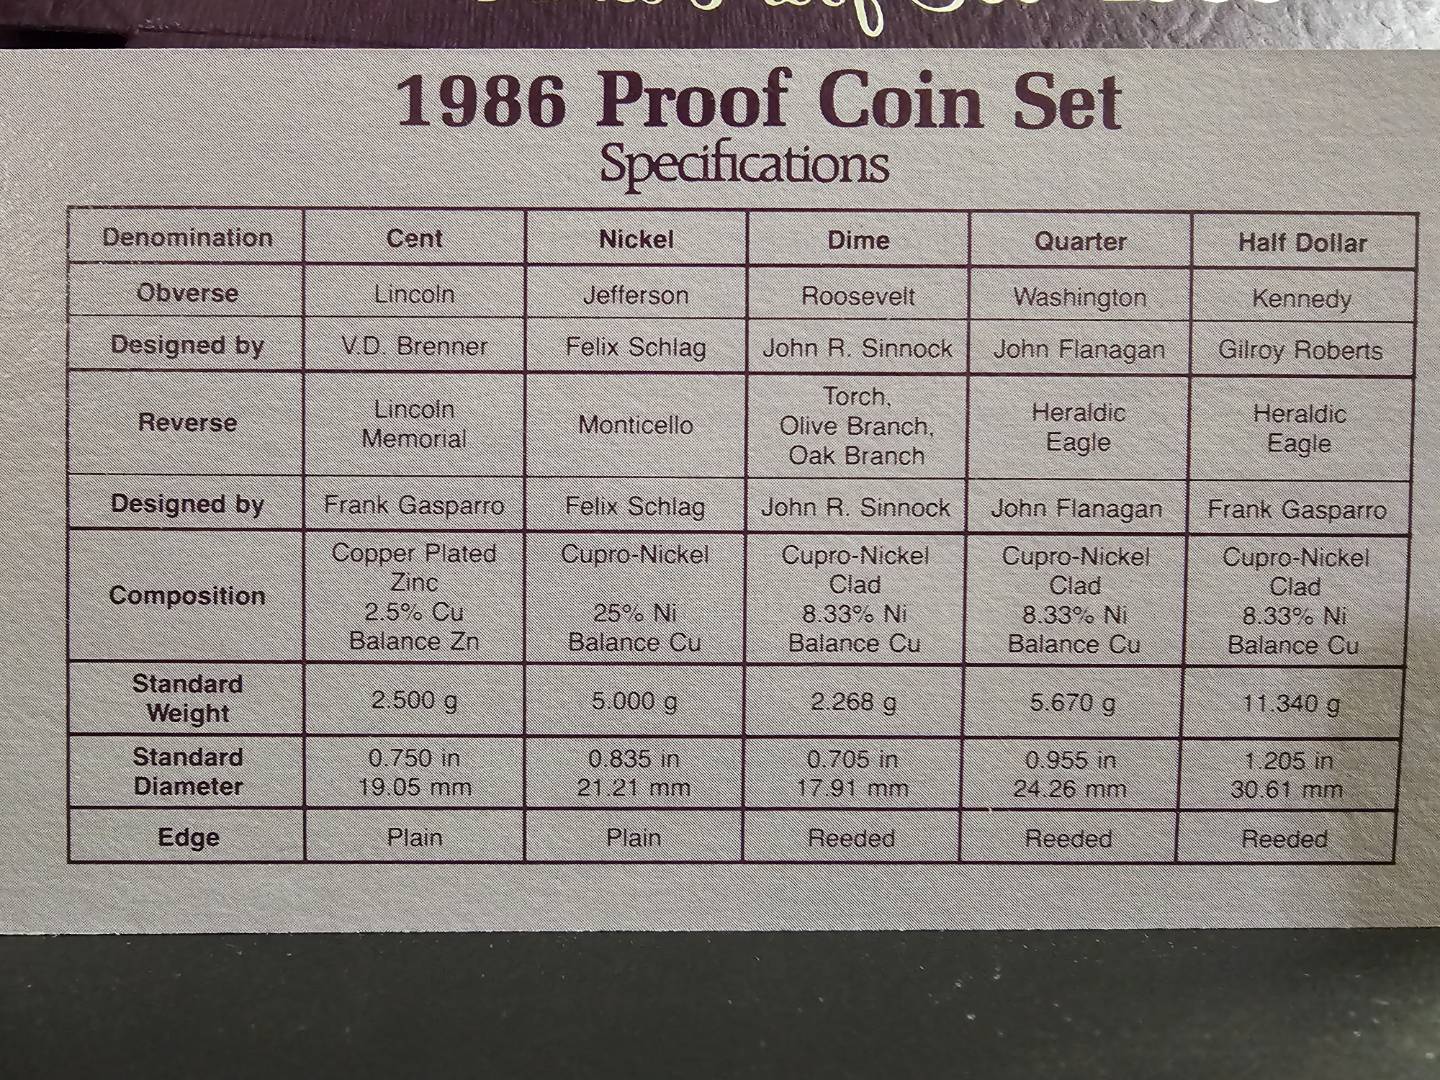 1986 Proof Coin Set
Specifications
Denomination Cent Nickel Dime Quarter Half Dollar
Obverse Lincoln Jefferson Roosevelt Washington Kennedy
Designed by V.D. Brenner Felix Schlag John R. Sinnock John Flanagan Gilroy Roberts
Reverse Lincoln Memorial Monticello Torch, Olive Branch, Oak Branch Heraldic Eagle Heraldic Eagle
Designed by Frank Gasparro Felix Schlag John R. Sinnock John Flanagan Frank Gasparro
Composition Copper Plated Zinc 2.5% Cu Balance Zn Cupro-Nickel 25% Ni Balance Cu Cupro-Nickel Clad 8.33% Ni Balance Cu Cupro-Nickel Clad 8.33% Ni Balance Cu Cupro-Nickel Clad 8.33% Ni Balance Cu
Standard Weight 2.500 g 5.000 g 2.268 g 5.670 g 11.340 g
Standard Diameter 0.750 in 19.05 mm 0.835 in 21.21 mm 0.705 in 17.91 mm 0.955 in 24.26 mm 1.205 in 30.61 mm
Edge Plain Plain Reeded Reeded Reeded